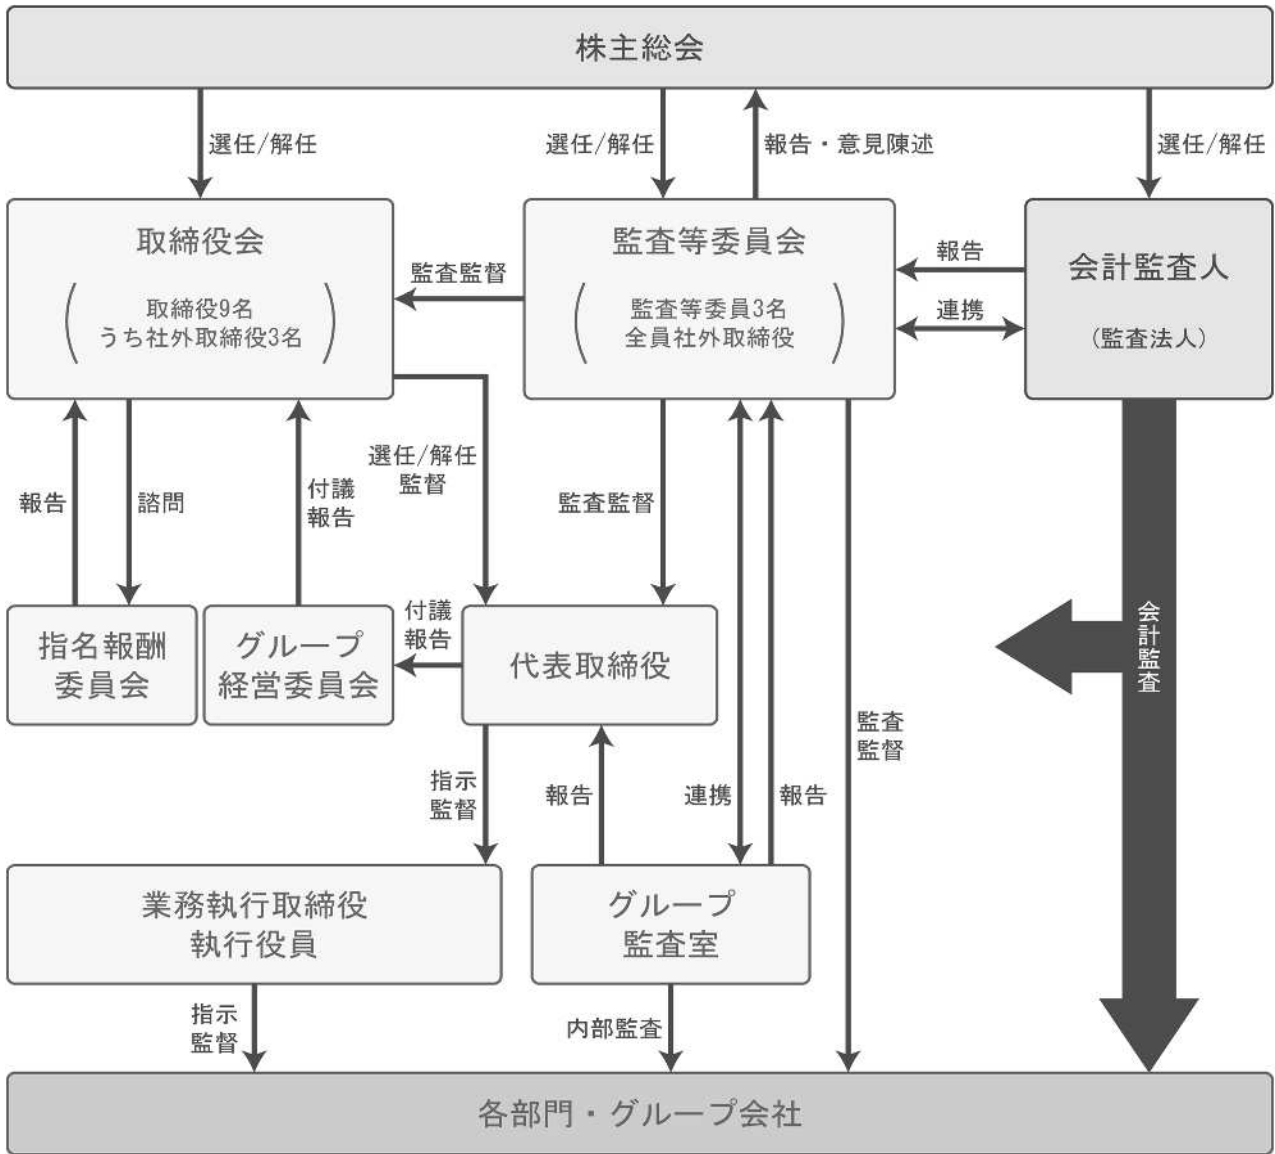 株主総会
選任/解任
選任/解任
報告・意見陳述
選任/解任
取締役会
取締役9名
うち社外取締役3名
監査監督
監査等委員会
監査等委員3名
全員社外取締役
報告
連携
会計監査人
(監査法人)
報告
諮問
付議
報告
選任/解任
監督
監査監督
指名報酬
委員会
グループ
経営委員会
付議
報告
代表取締役
会計監査
監査
監督
指示
監督
報告
連携
報告
業務執行取締役
執行役員
グループ
監査室
指示
監督
内部監査
各部門・グループ会社